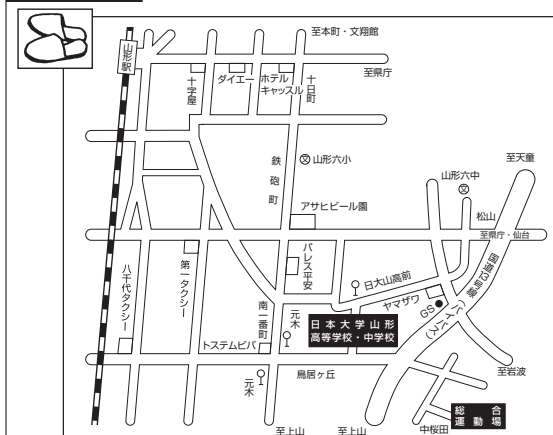 至本町・文翔館
山形駅
至県庁
十字屋
ダイエー
ホテル
キャッスル
十日町
至天童
鉄砲町
山形六小
山形六中
アサヒビール園
松山
至県庁・仙台
八千代タクシー
第一タクシー
パレス平安
日大山高前
国道13号線
(バイパス)
ヤマザワ
GS
南一番町
元木
日本大学山形
高等学校・中学校
トステムビバ
鳥居ヶ丘
元木
至岩波
総合
運動場
至上山
至上山
中桜田